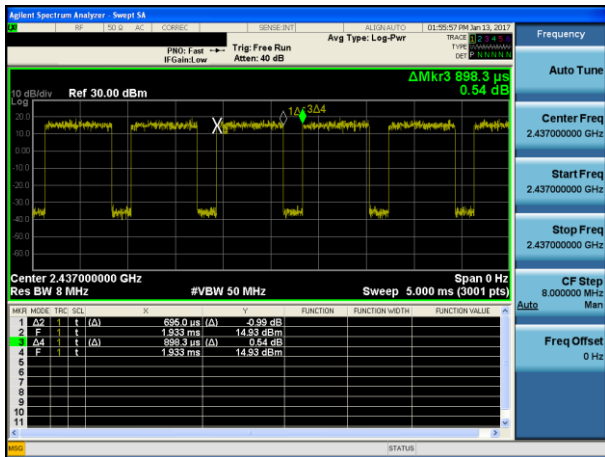 Agilent Spectrum Analyzer - Swept SA
RF 50 Ω AC CORREC SENSE:INT ALIGNAUTO 01:55:57 PM Jan 13, 2017
Frequency
PNO: Fast
IFGain:Low
Trig: Free Run
Atten: 40 dB
Avg Type: Log-Pwr
TRACE 1 2 3 4 5 6
TYPE
DET P N N N N N
Auto Tune
ΔMkr3 898.3 µs
0.54 dB
10 dB/div Ref 30.00 dBm
Log
20.0
10.0
0.00
-10.0
-20.0
-30.0
-40.0
-50.0
-60.0
3Δ4
Center 2.437000000 GHz Span 0 Hz
Res BW 8 MHz #VBW 50 MHz Sweep 5.000 ms (3001 pts)
MKR MODE TRC SCL X Y FUNCTION FUNCTION WIDTH FUNCTION VALUE
1 Δ2 1 t (Δ) 695.0 µs (Δ) -0.99 dB
2 F 1 t 1.933 ms 14.93 dBm
3 Δ4 1 t (Δ) 898.3 µs (Δ) 0.54 dB
4 F 1 t 1.933 ms 14.93 dBm
5
6
7
8
9
10
11
Center Freq
2.437000000 GHz
Start Freq
2.437000000 GHz
Stop Freq
2.437000000 GHz
CF Step
8.000000 MHz
Auto Man
Freq Offset
0 Hz
MSG STATUS